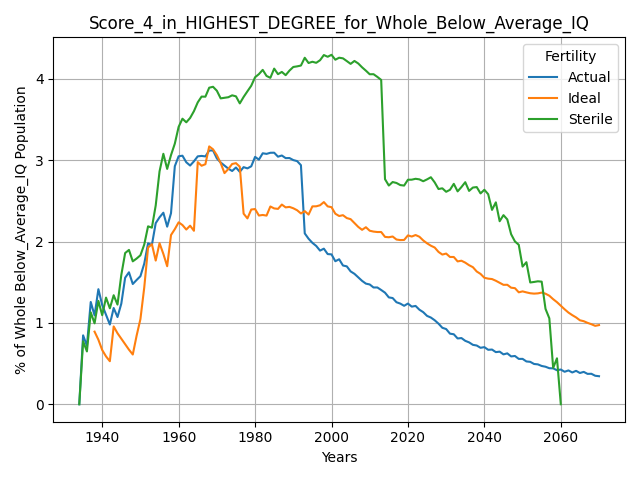 Score_4_in_HIGHEST_DEGREE_for_Whole_Below_Average_IQ
% of Whole Below_Average_IQ Population
4
3
2
1
0
Fertility
Actual
Ideal
Sterile
1940 1960 1980 2000 2020 2040 2060
Years